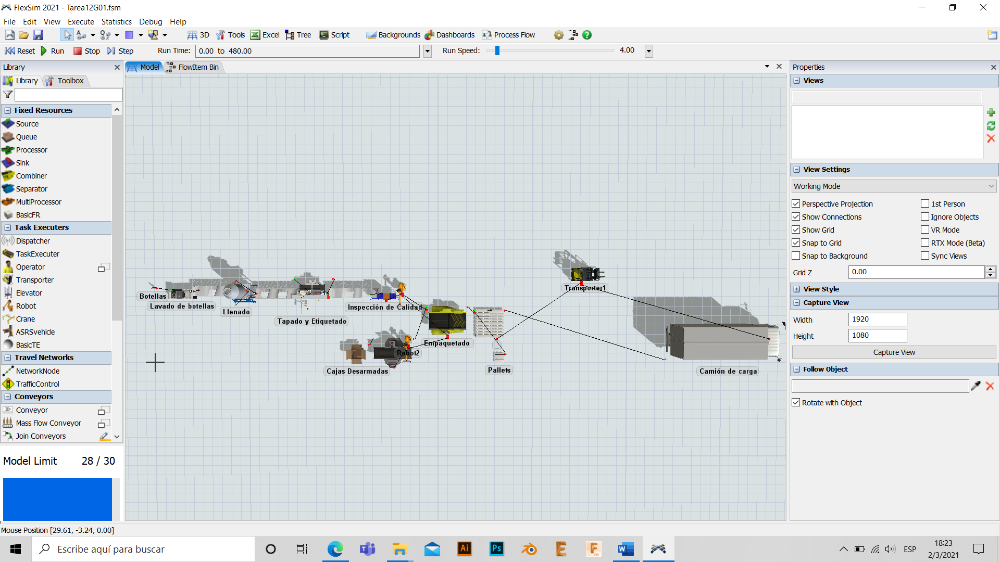 FlexSim 2021 - Tarea12G01.fsm
File Edit View Execute Statistics Debug Help
3D Tools Excel Tree Script Backgrounds Dashboards Process Flow
Reset Run Stop Step Run Time: 0.00 to 480.00 Run Speed: 4.00
Library
Library Toolbox
Fixed Resources
Source
Queue
Processor
Sink
Combiner
Separator
MultiProcessor
BasicFR
Task Executers
Dispatcher
TaskExecuter
Operator
Transporter
Elevator
Robot
Crane
ASRSvehicle
BasicTE
Travel Networks
NetworkNode
TrafficControl
Conveyors
Conveyor
Mass Flow Conveyor
Join Conveyors
Model Limit 28 / 30
Model FlowItem Bin
Transporter1
Botellas
Lavado de botellas
Llenado
Tapado y Etiquetado
Inspección de Calidad
Empaquetado
Robot2
Cajas Desarmadas
Pallets
Camión de carga
Properties
Views
View Settings
Working Mode
Perspective Projection 1st Person
Show Connections Ignore Objects
Show Grid VR Mode
Snap to Grid RTX Mode (Beta)
Snap to Background Sync Views
Grid Z 0.00
View Style
Capture View
Width 1920
Height 1080
Capture View
Follow Object
Rotate with Object
Mouse Position [29.61, -3.24, 0.00]
Escribe aquí para buscar
Ai
Ps
ESP
18:23
2/3/2021